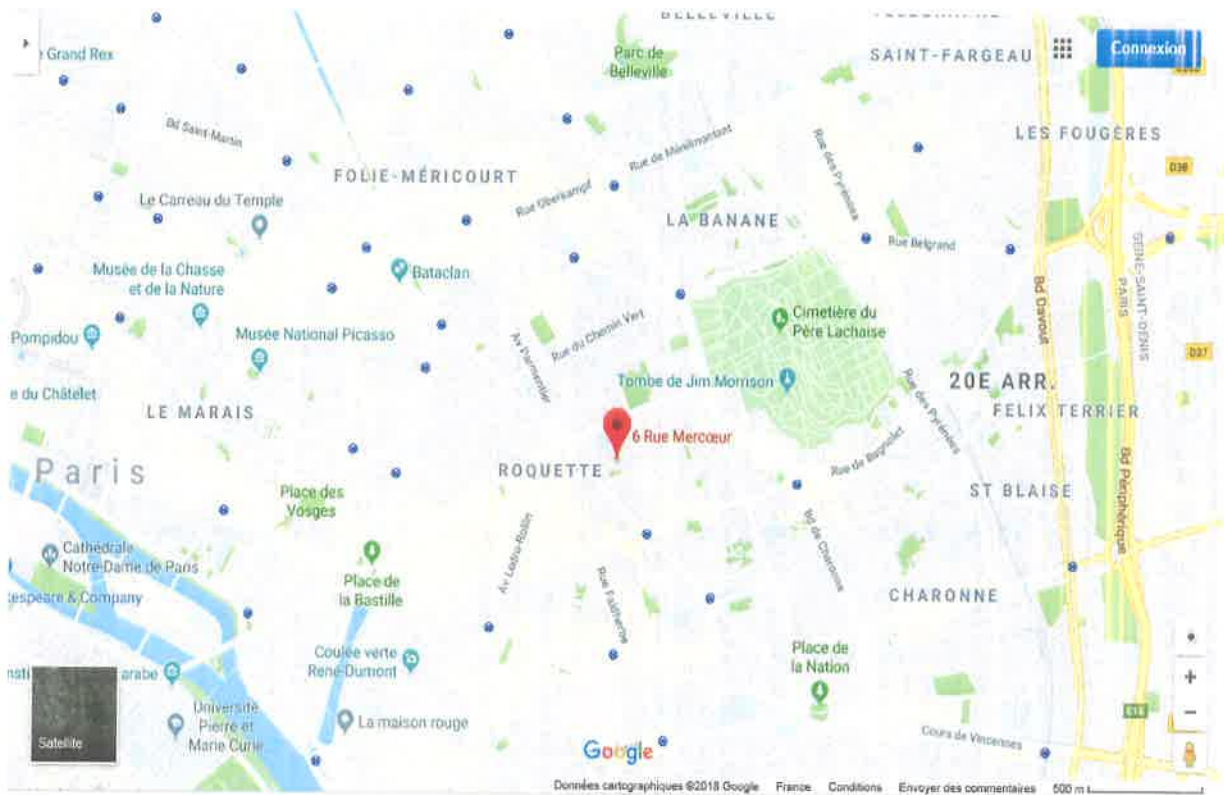 BELLEVILLE
Grand Rex
Parc de
Belleville
SAINT-FARGEAU
Connexion
Bd Saint-Martin
LES FOUGÈRES
Rue de Ménilmontant
Rue des Pyrénées
D38
FOLIE-MÉRICOURT
Rue Oberkampf
Le Carreau du Temple
LA BANANE
Rue Belgrand
Musée de la Chasse
et de la Nature
Bataclan
SEINE-SAINT-DENIS
PARIS
Bd Davout
Cimetière du
Père Lachaise
Pompidou
Musée National Picasso
Rue du Chemin Vert
Av Parmentier
D37
Tombe de Jim Morrison
20E ARR.
e du Châtelet
LE MARAIS
Rue des Pyrénées
FELIX TERRIER
6 Rue Mercœur
Rue de Bagnolet
Bd Périphérique
Paris
ROQUETTE
ST BLAISE
Place des
Vosges
Av Ledru-Rollin
Bd de Charonne
Cathédrale
Notre-Dame de Paris
Place de
la Bastille
Rue Faidherbe
CHARONNE
espeare & Company
Coulée verte
René-Dumont
Place de
la Nation
nsti
arabe
Université
Pierre et
Marie Curie
La maison rouge
Satellite
E15
Cours de Vincennes
Google
Données cartographiques ©2018 Google France Conditions Envoyer des commentaires 500 m